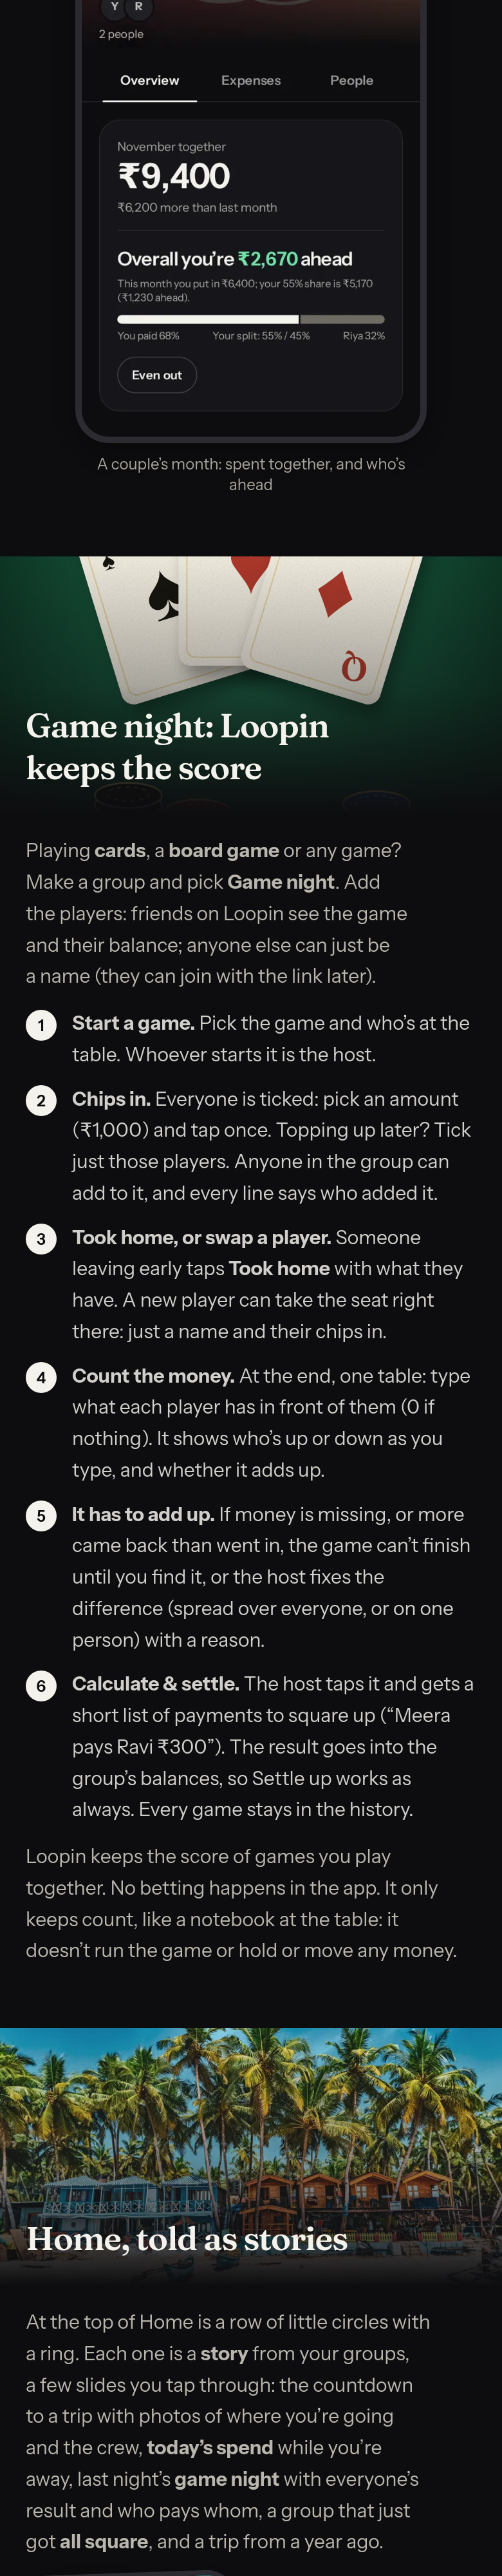 Y R
2 people
Overview Expenses People
November together
₹9,400
₹6,200 more than last month
Overall you’re ₹2,670 ahead
This month you put in ₹6,400; your 55% share is ₹5,170
(₹1,230 ahead).
You paid 68% Your split: 55% / 45% Riya 32%
Even out
A couple’s month: spent together, and who’s
ahead
Q
Game night: Loopin
keeps the score
Playing cards, a board game or any game?
Make a group and pick Game night. Add
the players: friends on Loopin see the game
and their balance; anyone else can just be
a name (they can join with the link later).
1 Start a game. Pick the game and who’s at the
table. Whoever starts it is the host.
2 Chips in. Everyone is ticked: pick an amount
(₹1,000) and tap once. Topping up later? Tick
just those players. Anyone in the group can
add to it, and every line says who added it.
3 Took home, or swap a player. Someone
leaving early taps Took home with what they
have. A new player can take the seat right
there: just a name and their chips in.
4 Count the money. At the end, one table: type
what each player has in front of them (0 if
nothing). It shows who’s up or down as you
type, and whether it adds up.
5 It has to add up. If money is missing, or more
came back than went in, the game can’t finish
until you find it, or the host fixes the
difference (spread over everyone, or on one
person) with a reason.
6 Calculate & settle. The host taps it and gets a
short list of payments to square up (“Meera
pays Ravi ₹300”). The result goes into the
group’s balances, so Settle up works as
always. Every game stays in the history.
Loopin keeps the score of games you play
together. No betting happens in the app. It only
keeps count, like a notebook at the table: it
doesn’t run the game or hold or move any money.
Home, told as stories
At the top of Home is a row of little circles with
a ring. Each one is a story from your groups,
a few slides you tap through: the countdown
to a trip with photos of where you’re going
and the crew, today’s spend while you’re
away, last night’s game night with everyone’s
result and who pays whom, a group that just
got all square, and a trip from a year ago.